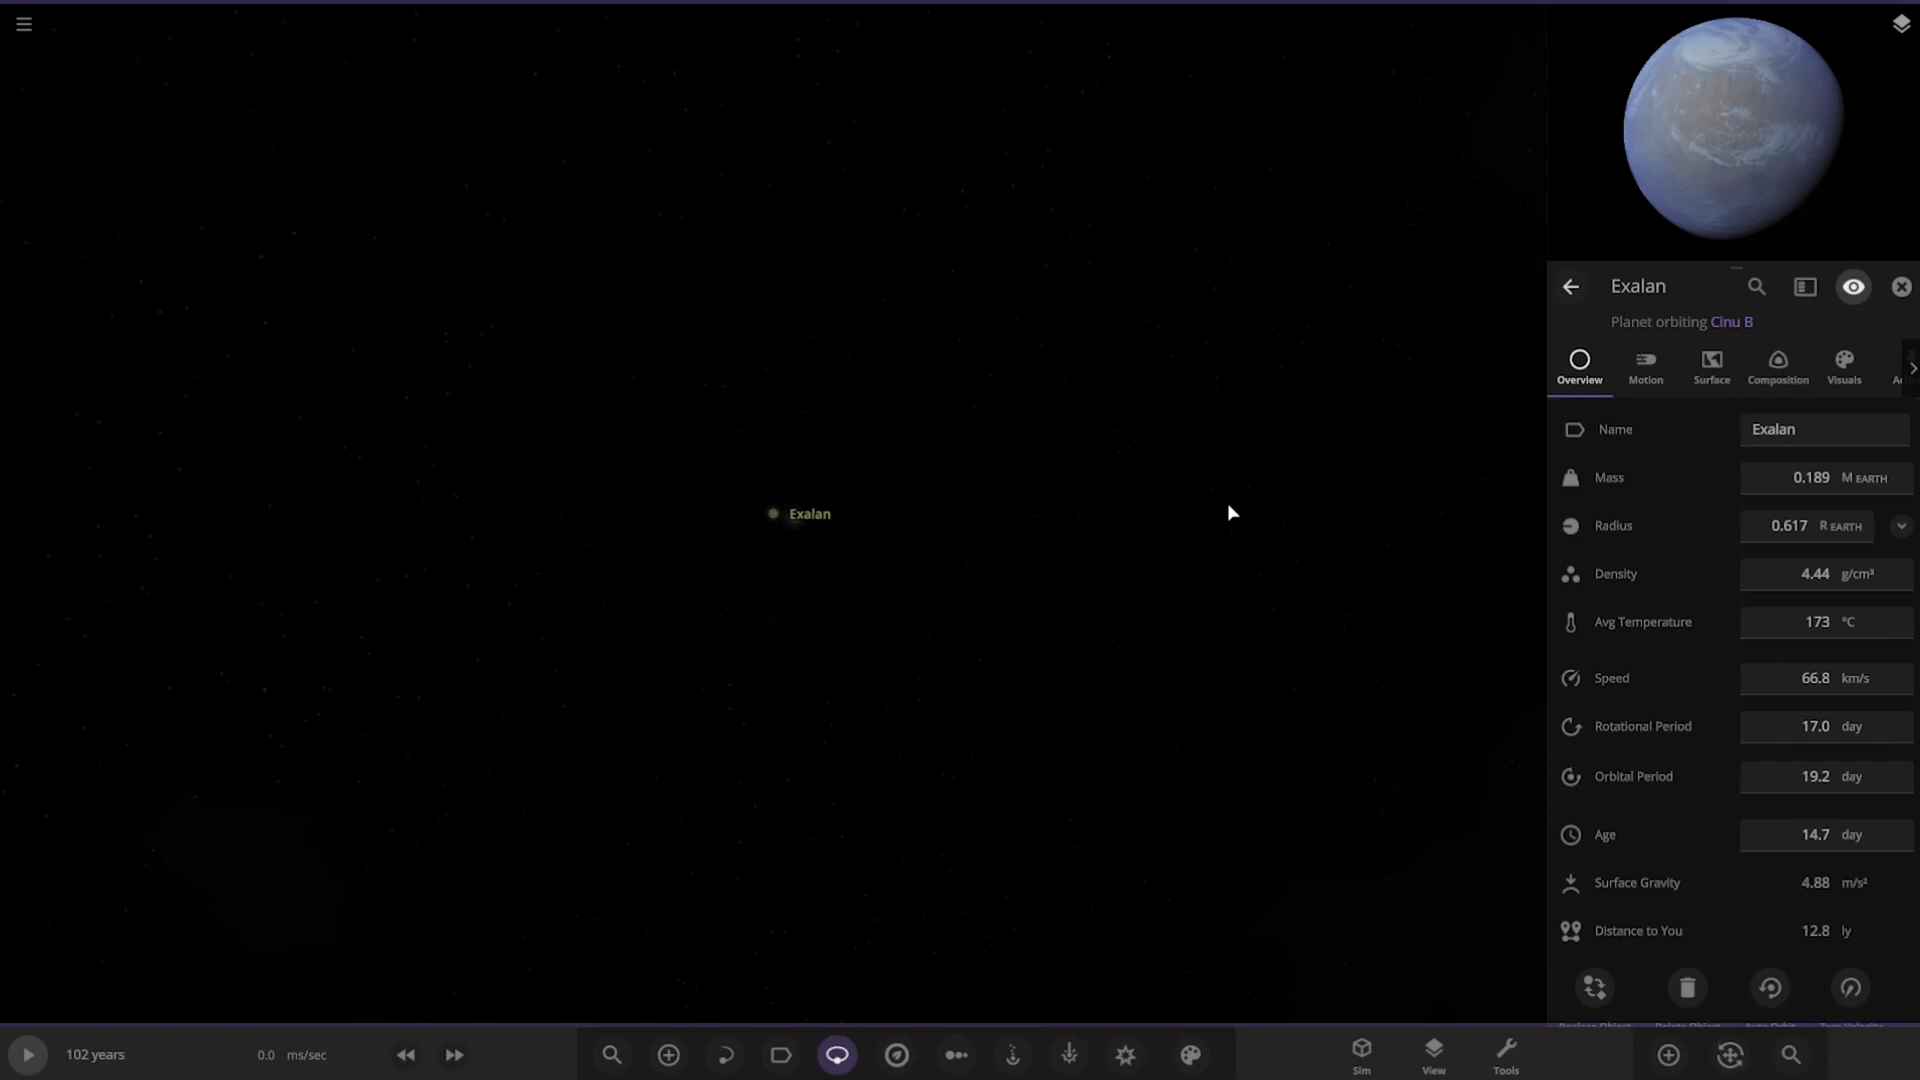 Exalan
Planet orbiting Cinu B
Overview
Motion
Surface
Composition
Visuals
Name Exalan
Mass 0.189 M EARTH
Radius 0.617 R EARTH
Density 4.44 g/cm³
Avg Temperature 173 °C
Speed 66.8 km/s
Rotational Period 17.0 day
Orbital Period 19.2 day
Age 14.7 day
Surface Gravity 4.88 m/s²
Distance to You 12.8 ly
Exalan
102 years
0.0 ms/sec
Sim
View
Tools